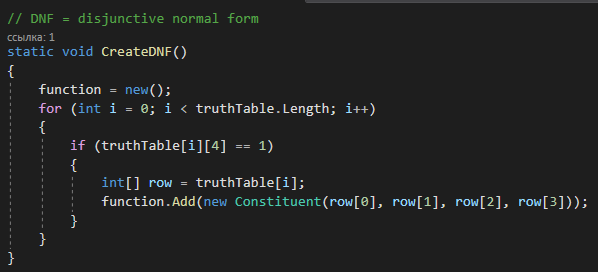 // DNF = disjunctive normal form
ссылка: 1
static void CreateDNF()
{
function = new();
for (int i = 0; i < truthTable.Length; i++)
{
if (truthTable[i][4] == 1)
{
int[] row = truthTable[i];
function.Add(new Constituent(row[0], row[1], row[2], row[3]));
}
}
}